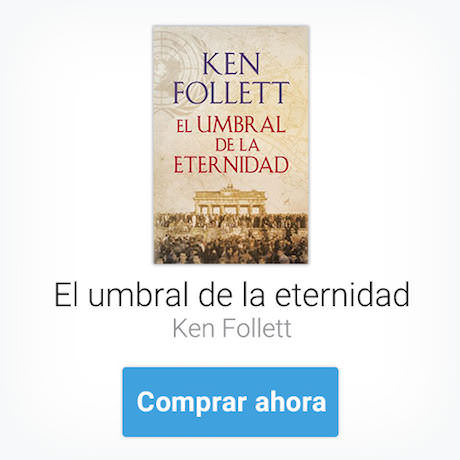 KEN
FOLLETT
EL UMBRAL
DE LA
ETERNIDAD
El umbral de la eternidad
Ken Follett
Comprar ahora